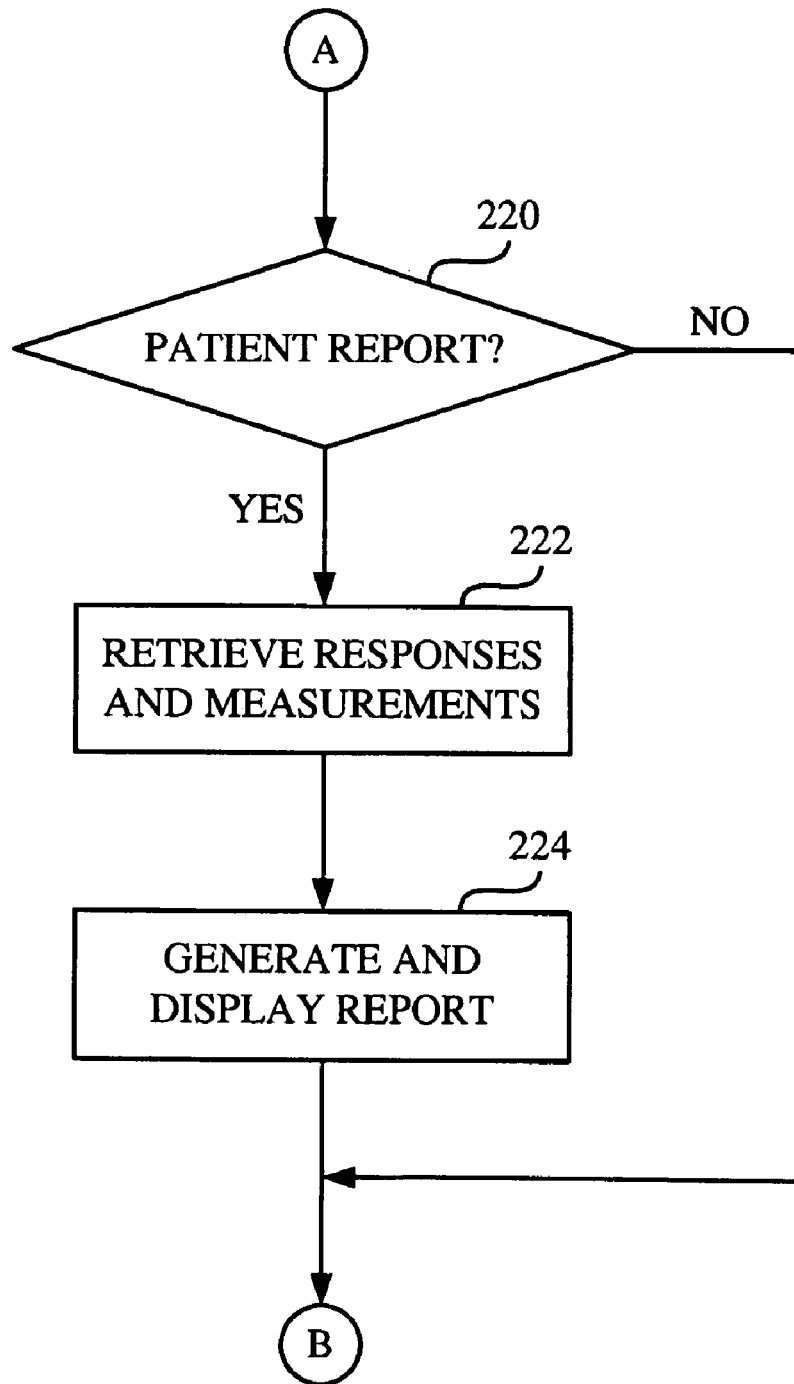 A
220
PATIENT REPORT?
NO
YES
222
RETRIEVE RESPONSES
AND MEASUREMENTS
224
GENERATE AND
DISPLAY REPORT
B